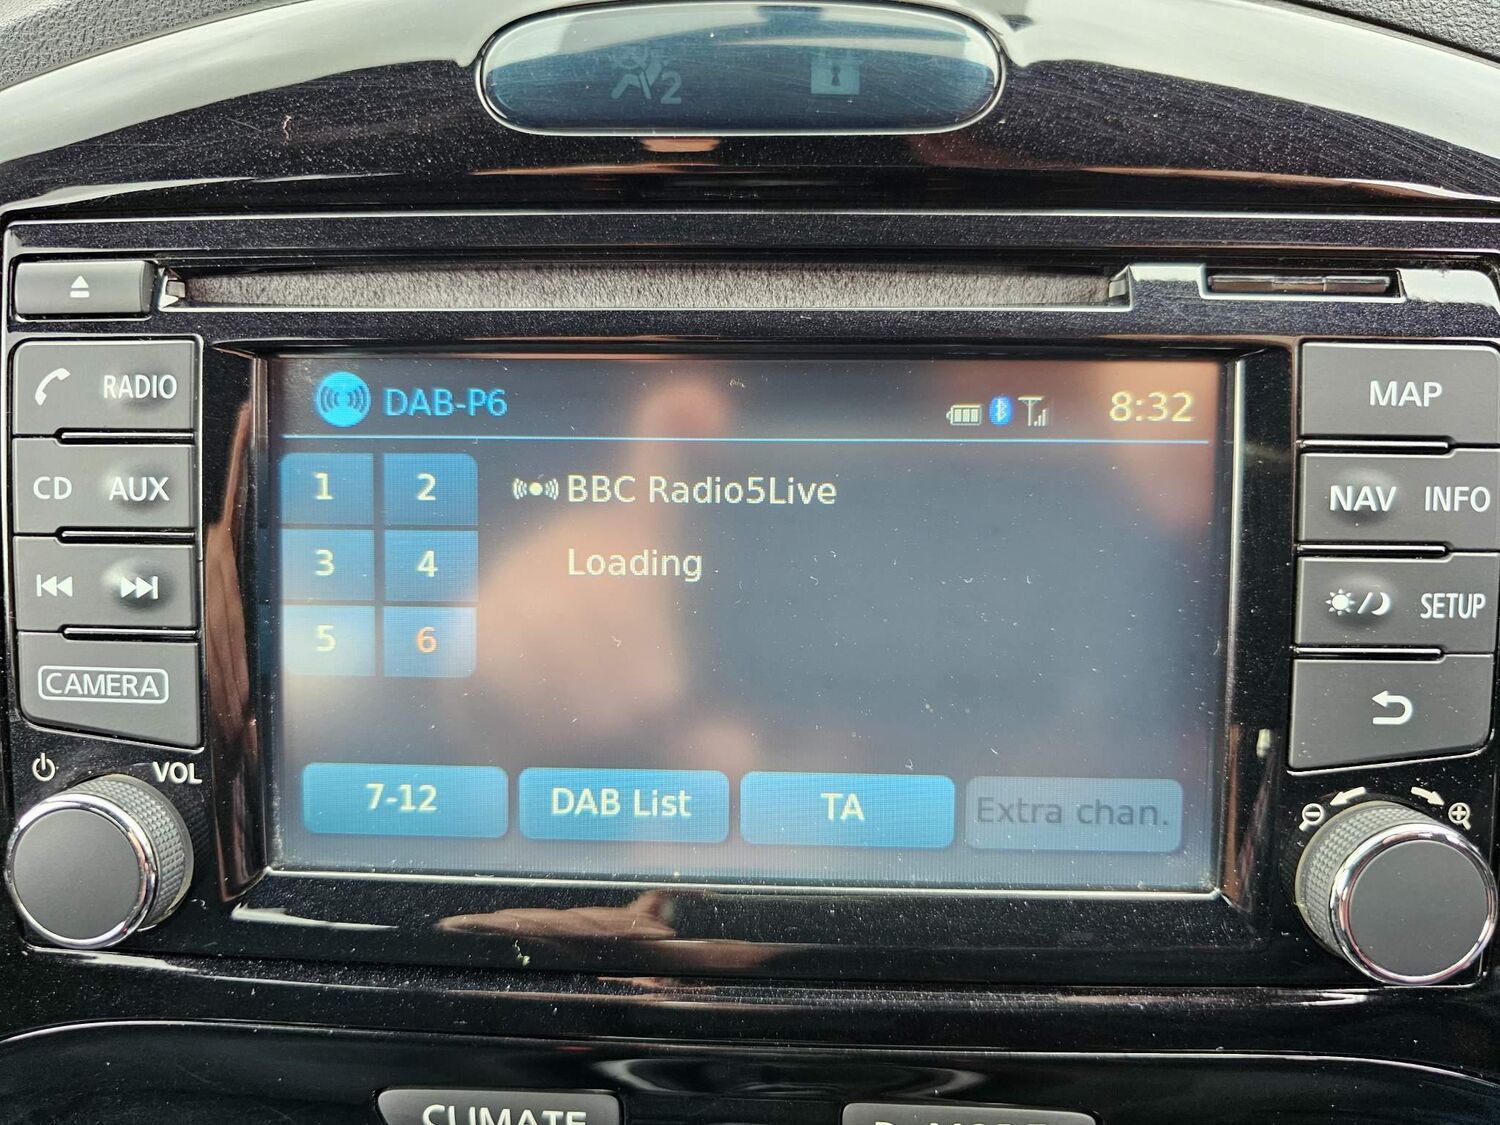 2
RADIO
CD AUX
CAMERA
VOL
DAB-P6
8:32
1 2
3 4
5 6
BBC Radio5Live
Loading
7-12
DAB List
TA
Extra chan.
MAP
NAV INFO
SETUP
CLIMATE